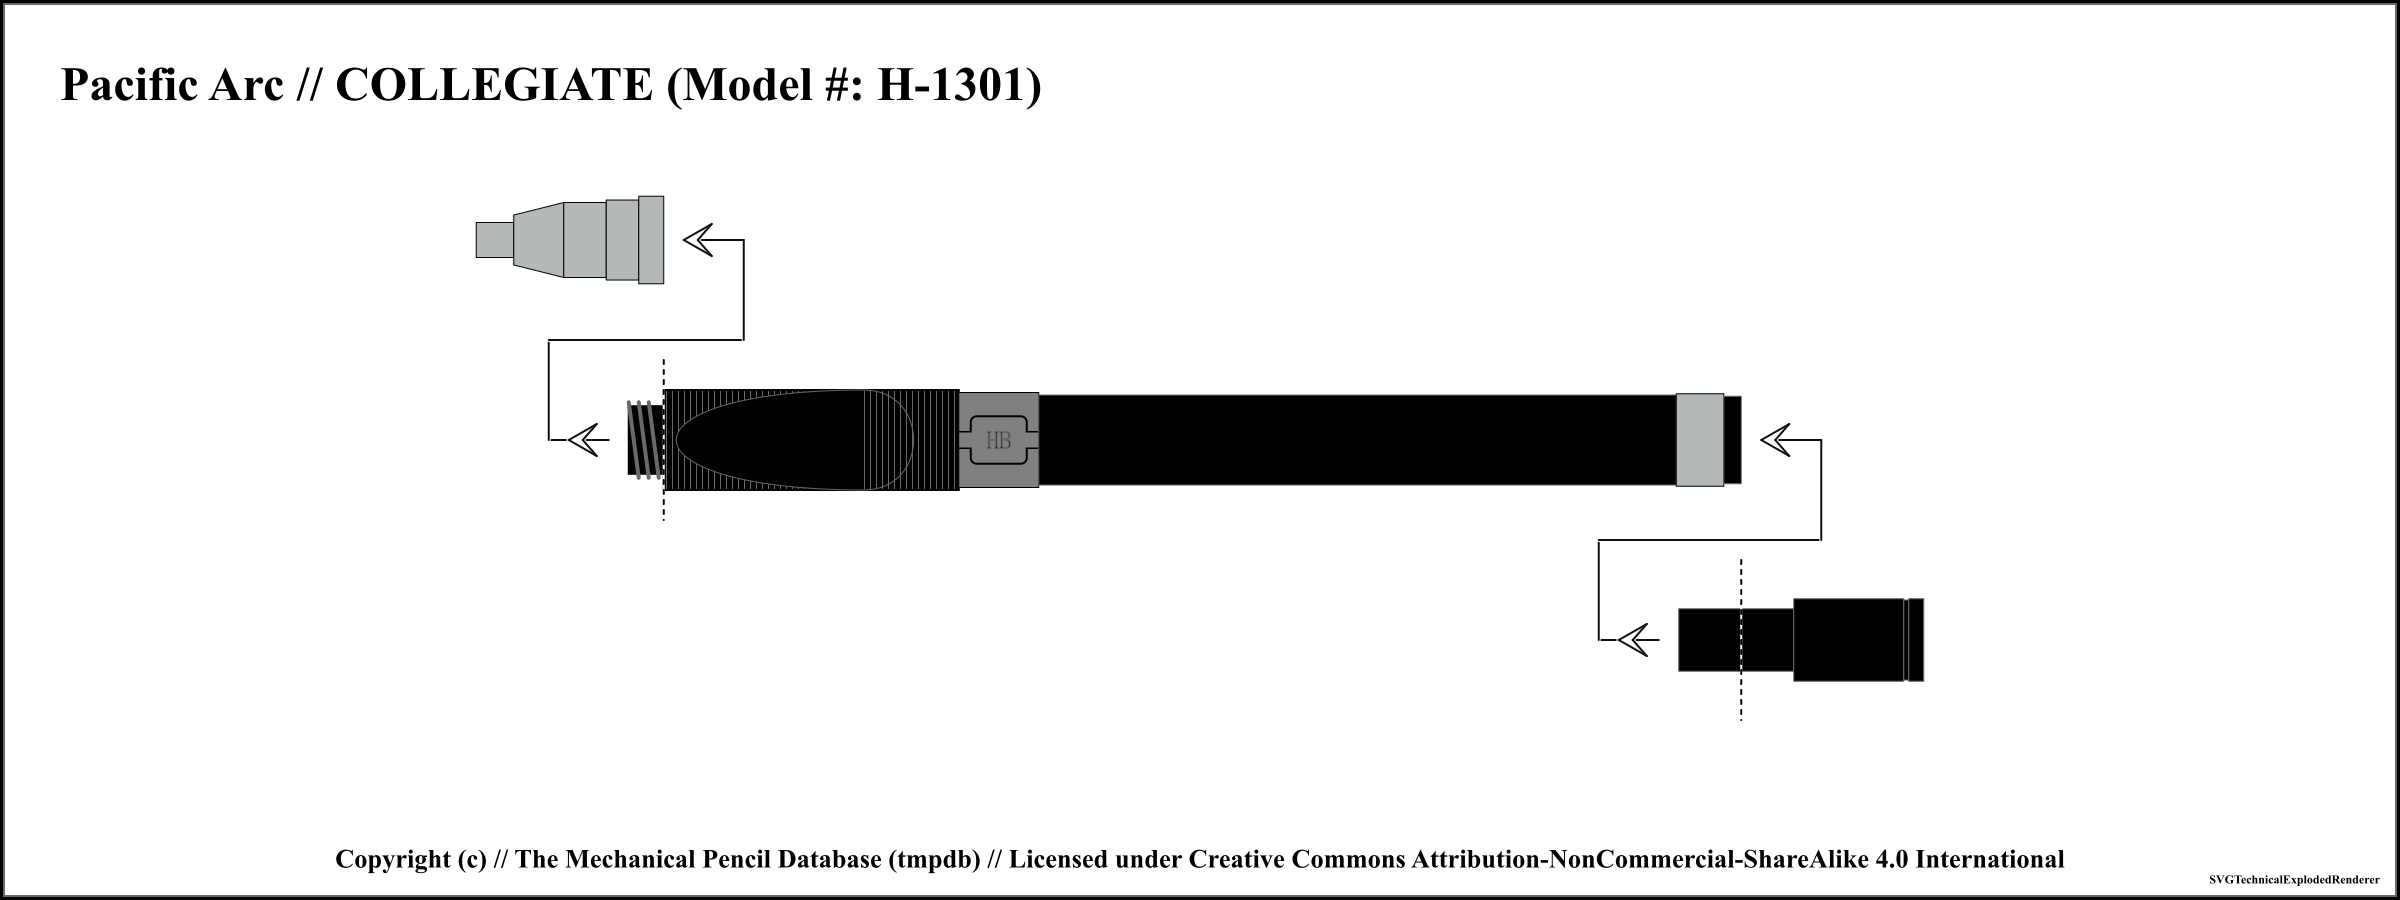 Pacific Arc // COLLEGIATE (Model #: H-1301)
HB
Copyright (c) // The Mechanical Pencil Database (tmpdb) // Licensed under Creative Commons Attribution-NonCommercial-ShareAlike 4.0 International
SVGTechnicalExplodedRenderer